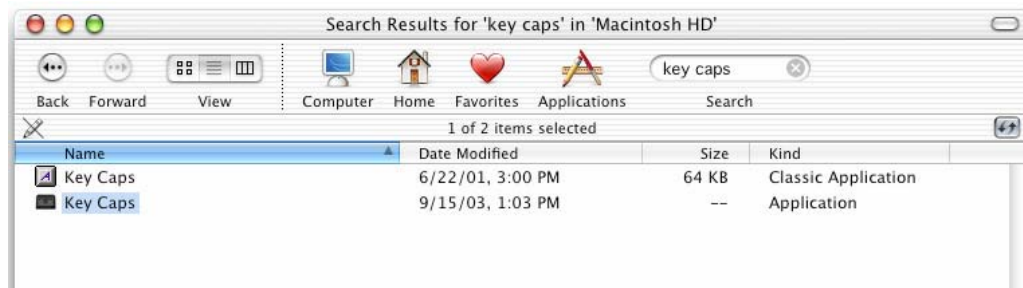 Search Results for 'key caps' in 'Macintosh HD'
key caps
Back Forward View Computer Home Favorites Applications Search
1 of 2 items selected
Name Date Modified Size Kind
Key Caps 6/22/01, 3:00 PM 64 KB Classic Application
Key Caps 9/15/03, 1:03 PM -- Application